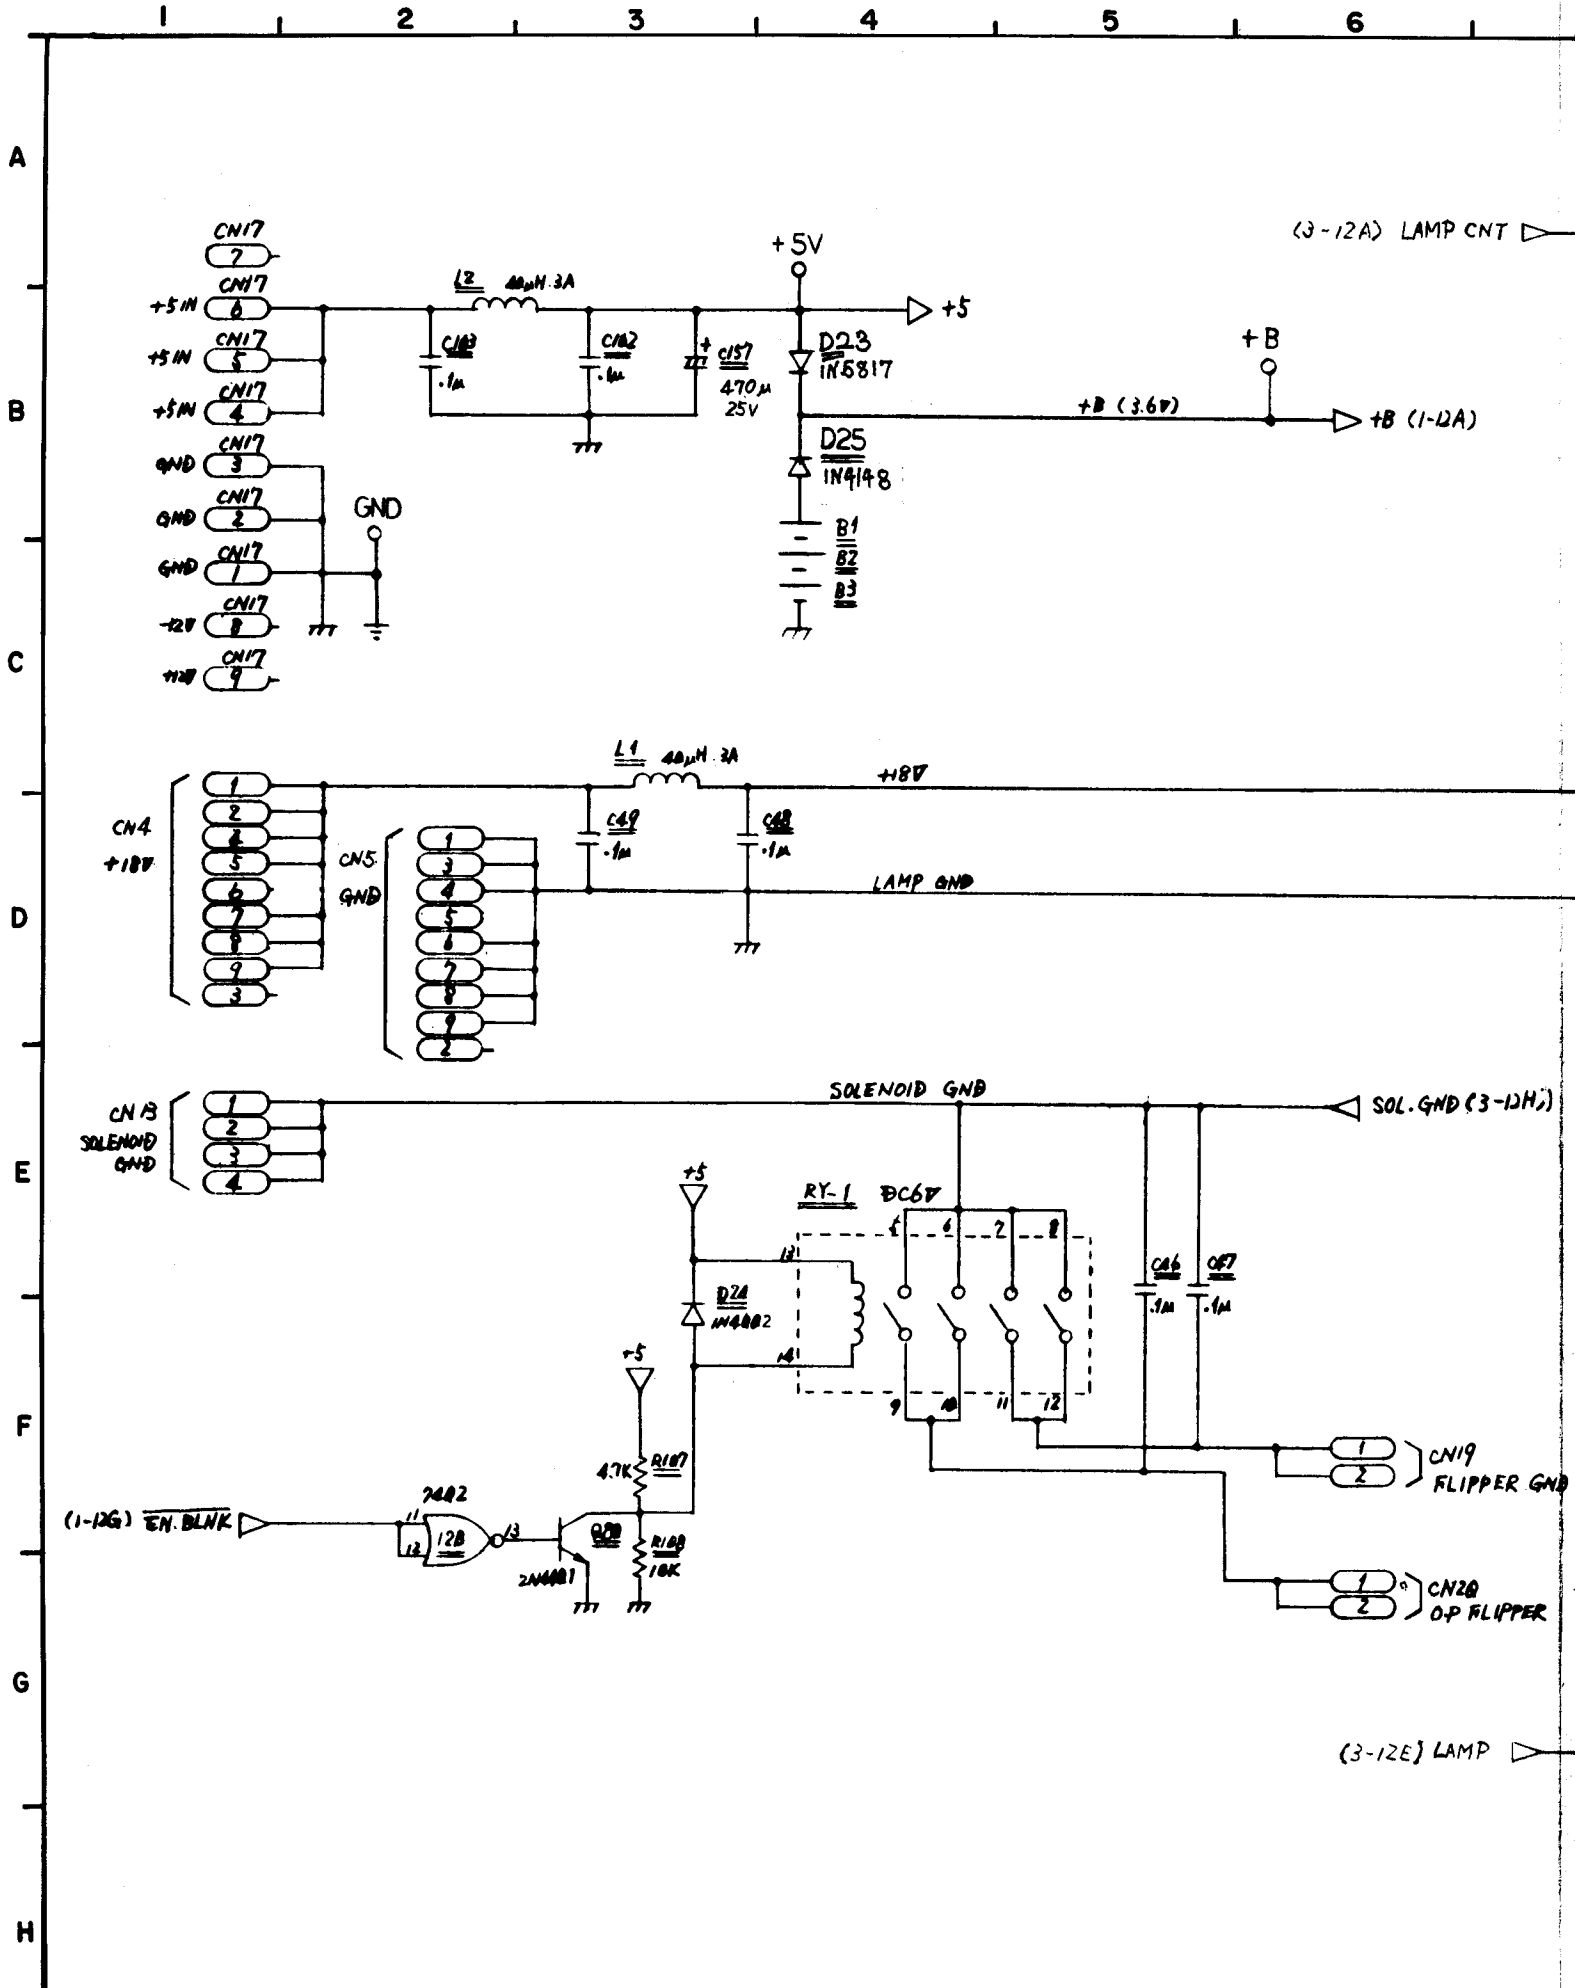 1 2 3 4 5 6
A
B
C
D
E
F
G
H
CN17
7
+5IN CN17
6
+5IN CN17
5
+5IN CN17
4
GND CN17
3
GND CN17
2
GND CN17
1
-12V CN17
8
+12V CN17
9
GND
L2 40μH 3A
C103
.1μ
C102
.1μ
+ C157
470μ
25V
+5V
+5
D23
1N5817
+B (3.6V)
D25
1N4148
B1
B2
B3
+B
+B (1-12A)
(3-12A) LAMP CNT
CN4
+18V
1
2
4
5
6
7
8
9
3
CN5
GND
1
3
4
5
6
7
8
9
2
L1 40μH 3A
+18V
C49
.1μ
C48
.1μ
LAMP GND
CN13
SOLENOID
GND
1
2
3
4
SOLENOID GND
SOL.GND (3-12H,)
+5
RY-1 DC6V
5 6 7 8
13
D24
1N4002
14
9 10 11 12
C46
.1μ
C47
.1μ
+5
4.7K R107
(1-12G) EN.BLNK
7402
11
12
12B
13
2N4401
Q80
R108
10K
1
2
CN19
FLIPPER GND
1
2
CN20
OP FLIPPER
(3-12E) LAMP